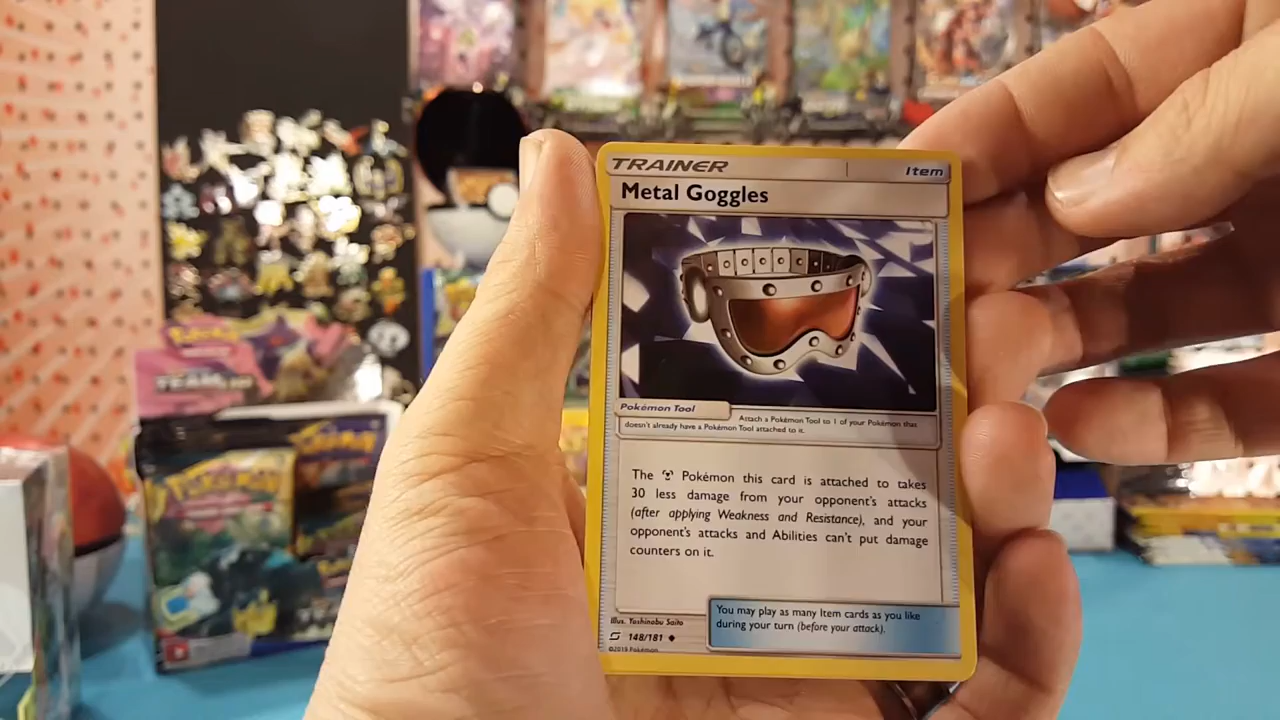 TRAINER
Item
Metal Goggles
Pokémon Tool
Attach a Pokémon Tool to 1 of your Pokémon that
doesn't already have a Pokémon Tool attached to it.
The Pokémon this card is attached to takes
30 less damage from your opponent's attacks
(after applying Weakness and Resistance), and your
opponent's attacks and Abilities can't put damage
counters on it.
You may play as many Item cards as you like
during your turn (before your attack).
Illus. Yoshinobu Saito
148/181
©2019 Pokémon
Pokémon
TEAM UP
Pokémon